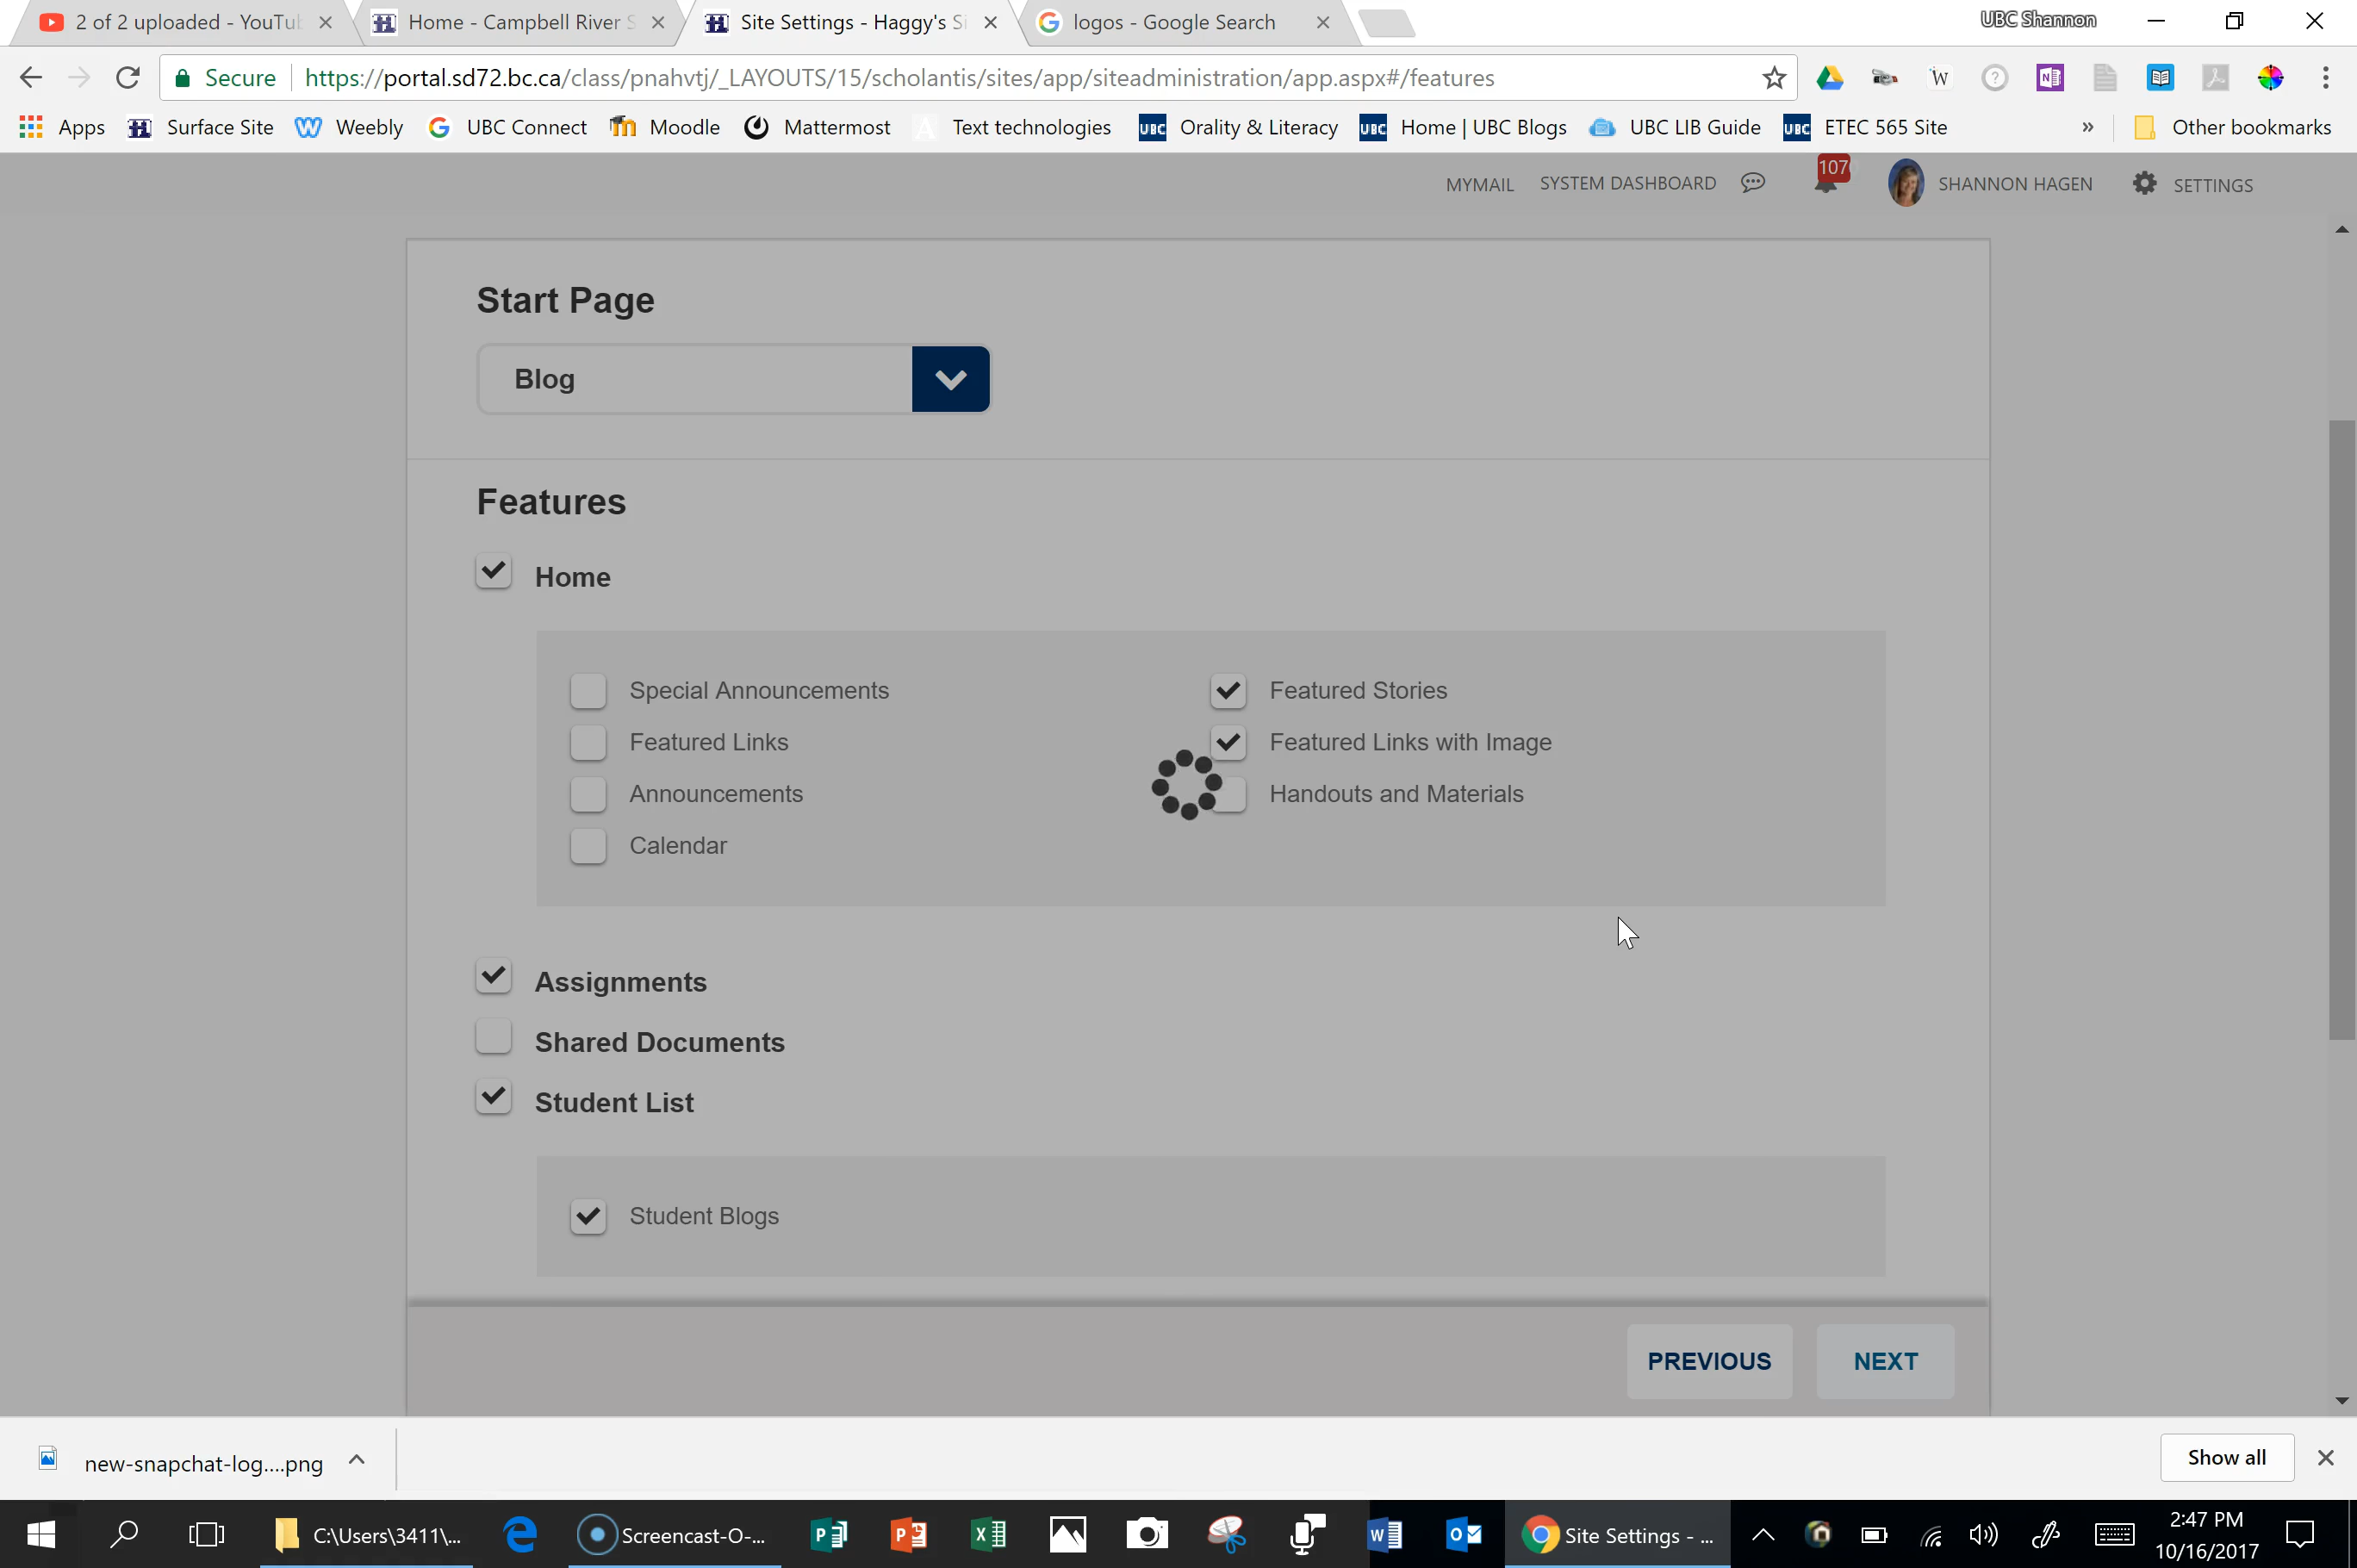 2 of 2 uploaded - YouTu
Home - Campbell River S
Site Settings - Haggy's Si
logos - Google Search
UBC Shannon
Secure
https://portal.sd72.bc.ca/class/pnahvtj/_LAYOUTS/15/scholantis/sites/app/siteadministration/app.aspx#/features
Apps
Surface Site
Weebly
UBC Connect
Moodle
Mattermost
Text technologies
Orality & Literacy
Home | UBC Blogs
UBC LIB Guide
ETEC 565 Site
»
Other bookmarks
MYMAIL
SYSTEM DASHBOARD
107
SHANNON HAGEN
SETTINGS
Start Page
Blog
Features
Home
Special Announcements
Featured Stories
Featured Links
Featured Links with Image
Announcements
Handouts and Materials
Calendar
Assignments
Shared Documents
Student List
Student Blogs
PREVIOUS
NEXT
new-snapchat-log....png
Show all
C:\Users\3411\...
Screencast-O-...
Site Settings - ...
2:47 PM
10/16/2017